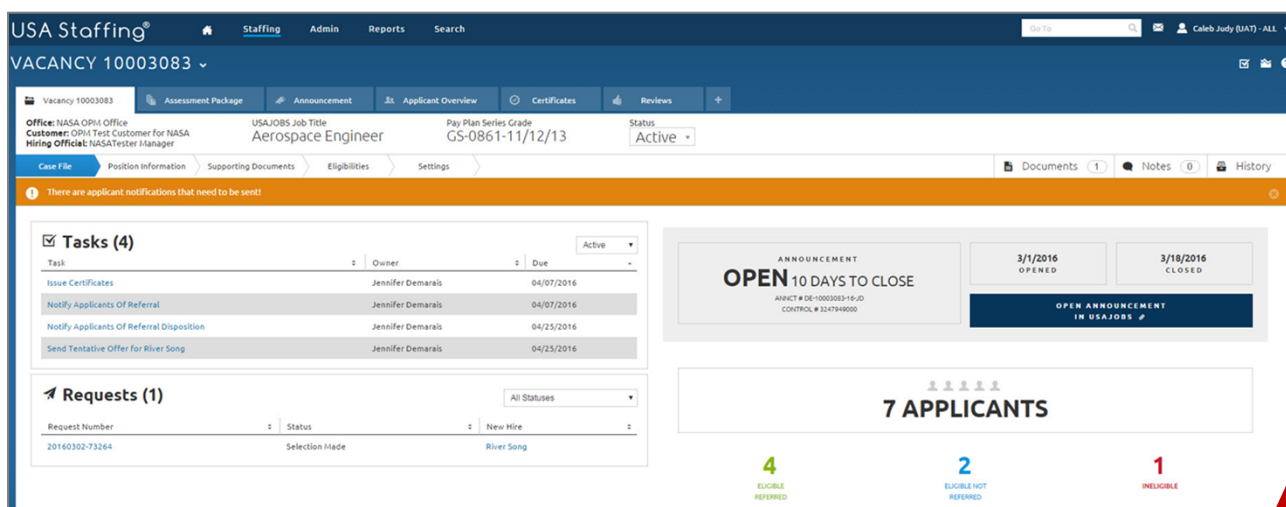 USA Staffing®
Staffing Admin Reports Search
Go To
Caleb Judy (UAT) - ALL
VACANCY 10003083
Vacancy 10003083 Assessment Package Announcement Applicant Overview Certificates Reviews +
Office: NASA OPM Office
Customer: OPM Test Customer for NASA
Hiring Official: NASATester Manager
USAJOBS Job Title
Aerospace Engineer
Pay Plan Series Grade
GS-0861-11/12/13
Status
Active
Case File Position Information Supporting Documents Eligibilities Settings
Documents 1 Notes 0 History
There are applicant notifications that need to be sent!
Tasks (4)
Active
Task Owner Due
Issue Certificates Jennifer Demarais 04/07/2016
Notify Applicants Of Referral Jennifer Demarais 04/07/2016
Notify Applicants Of Referral Disposition Jennifer Demarais 04/25/2016
Send Tentative Offer for River Song Jennifer Demarais 04/25/2016
Requests (1)
All Statuses
Request Number Status New Hire
20160302-73264 Selection Made River Song
ANNOUNCEMENT
OPEN 10 DAYS TO CLOSE
ANNCT # DE-10003083-16-JD
CONTROL # 3247949000
3/1/2016
OPENED
3/18/2016
CLOSED
OPEN ANNOUNCEMENT
IN USAJOBS
7 APPLICANTS
4
ELIGIBLE
REFERRED
2
ELIGIBLE NOT
REFERRED
1
INELIGIBLE